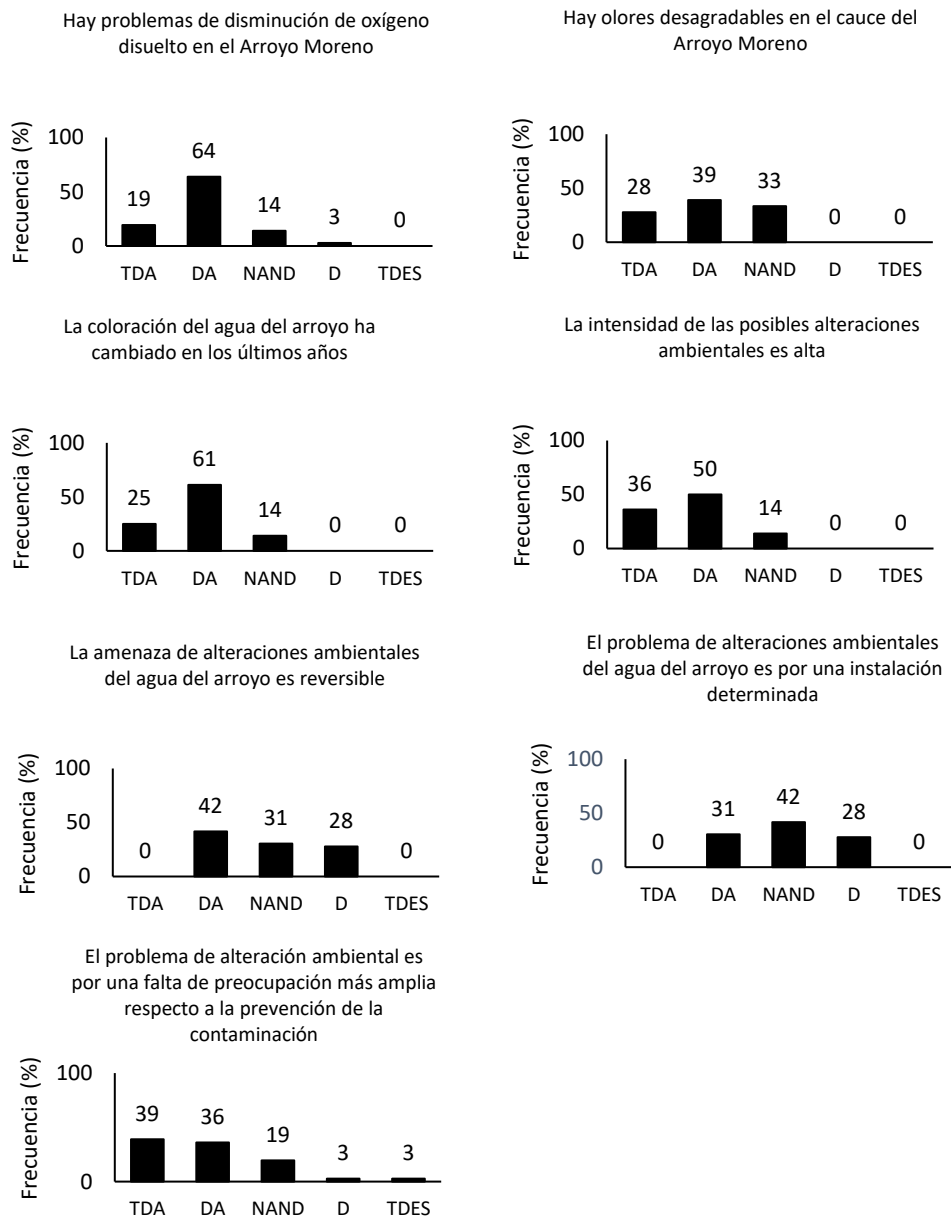 Hay problemas de disminución de oxígeno
disuelto en el Arroyo Moreno
Frecuencia (%)
100
50
0
19
64
14
3
0
TDA DA NAND D TDES
Hay olores desagradables en el cauce del
Arroyo Moreno
Frecuencia (%)
100
50
0
28
39
33
0
0
TDA DA NAND D TDES
La coloración del agua del arroyo ha
cambiado en los últimos años
Frecuencia (%)
100
50
0
25
61
14
0
0
TDA DA NAND D TDES
La intensidad de las posibles alteraciones
ambientales es alta
Frecuencia (%)
100
50
0
36
50
14
0
0
TDA DA NAND D TDES
La amenaza de alteraciones ambientales
del agua del arroyo es reversible
Frecuencia (%)
100
50
0
0
42
31
28
0
TDA DA NAND D TDES
El problema de alteraciones ambientales
del agua del arroyo es por una instalación
determinada
Frecuencia (%)
100
50
0
0
31
42
28
0
TDA DA NAND D TDES
El problema de alteración ambiental es
por una falta de preocupación más amplia
respecto a la prevención de la
contaminación
Frecuencia (%)
100
0
39
36
19
3
3
TDA DA NAND D TDES